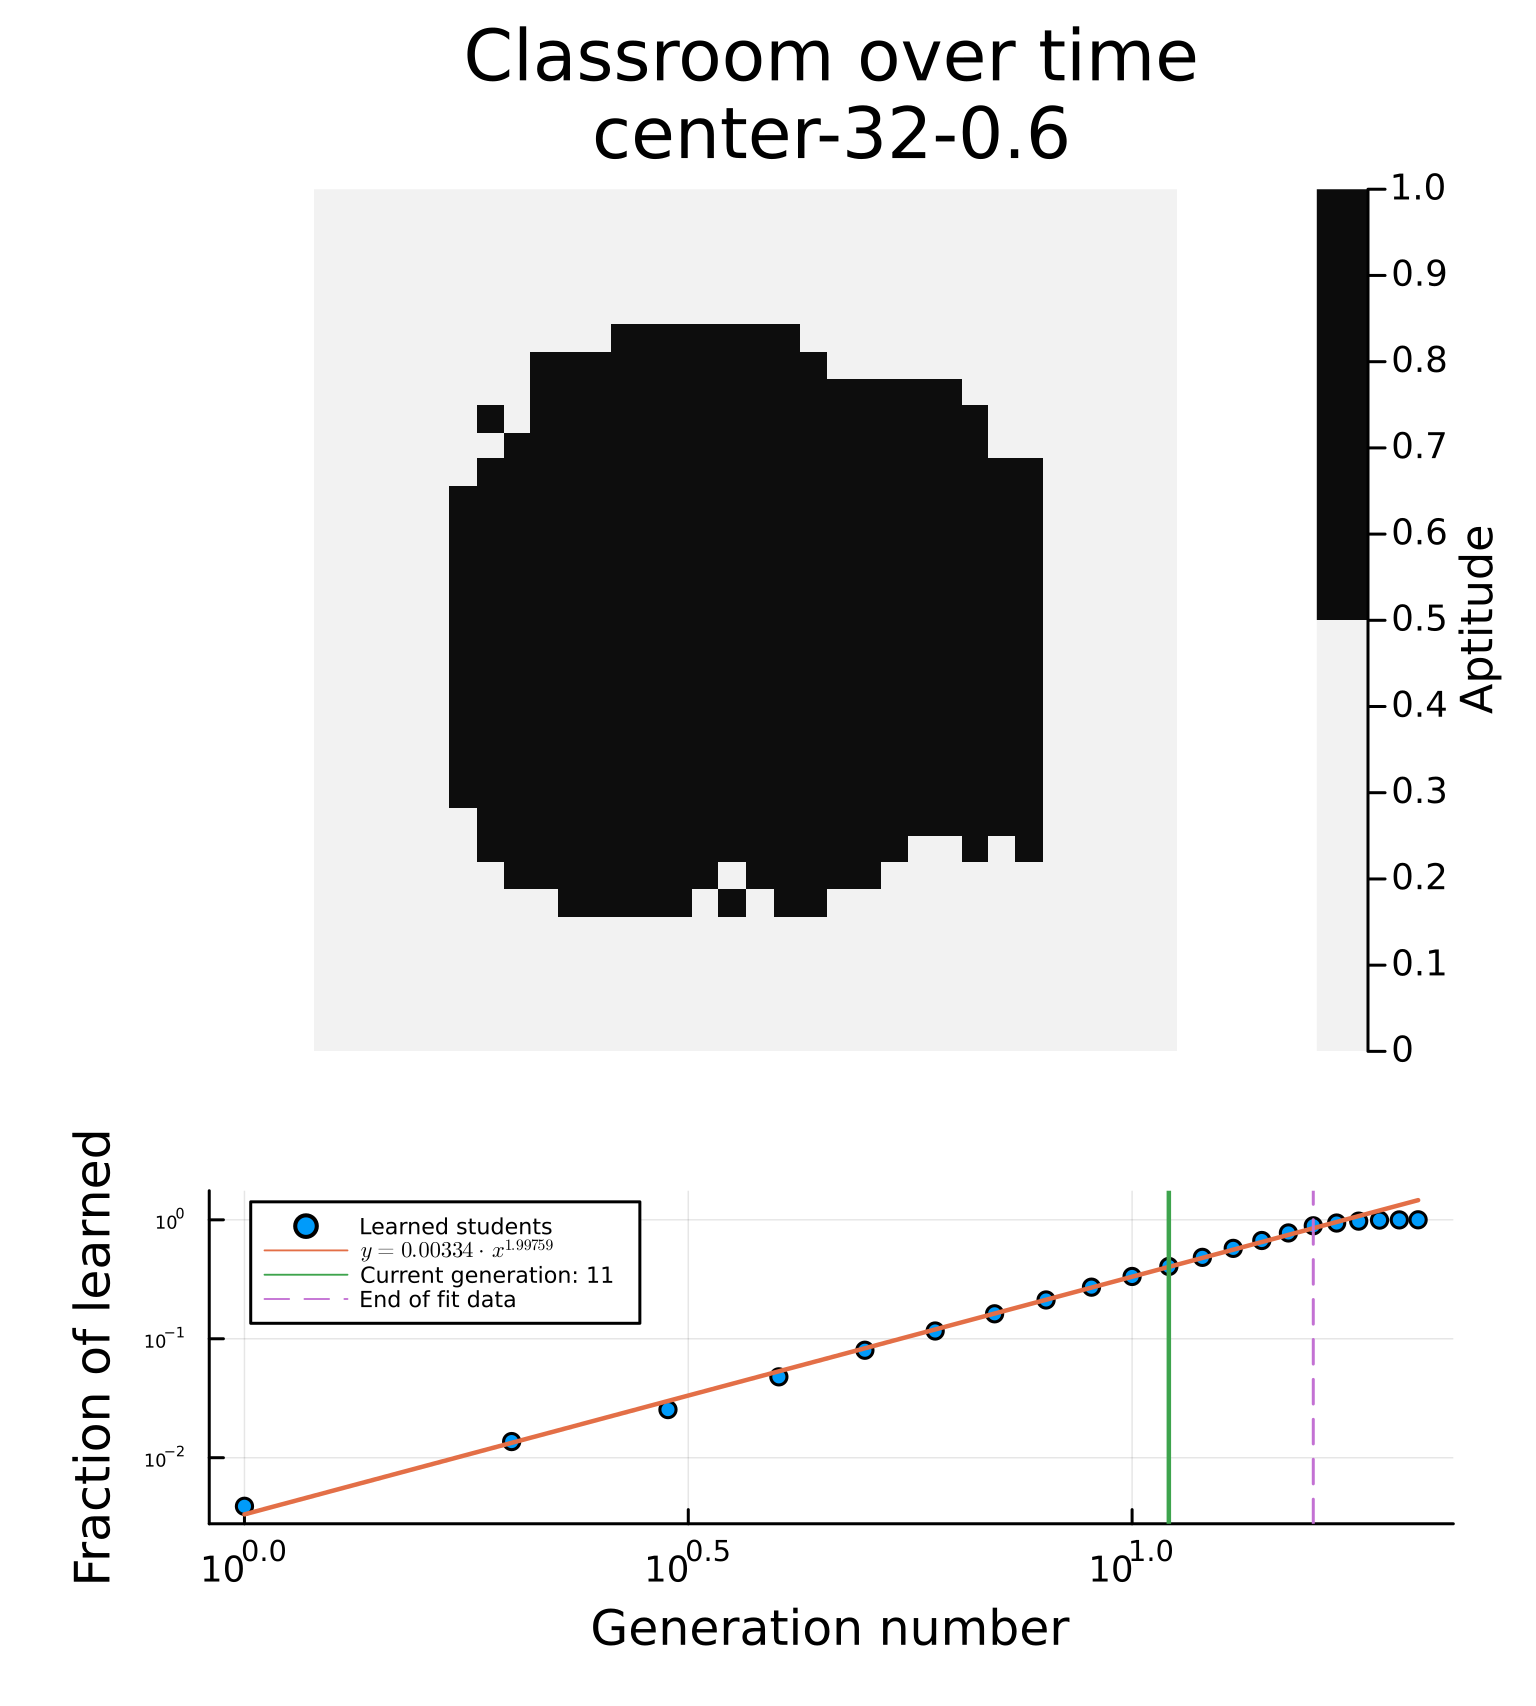 Classroom over time
center-32-0.6
1.0
0.9
0.8
0.7
0.6
0.5
0.4
0.3
0.2
0.1
0
Aptitude
Fraction of learned
10⁰
10⁻¹
10⁻²
Learned students
y = 0.00334 · x^1.99759
Current generation: 11
End of fit data
10^0.0
10^0.5
10^1.0
Generation number